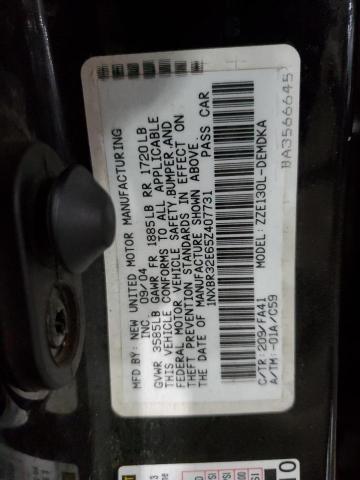 MFD BY: NEW UNITED MOTOR MANUFACTURING
INC 09/04
GVWR 3585LB GAWR FR 1885LB RR 1720LB
THIS VEHICLE CONFORMS TO ALL APPLICABLE
FEDERAL MOTOR VEHICLE SAFETY,BUMPER,AND
THEFT PREVENTION STANDARDS IN EFFECT ON
THE DATE OF MANUFACTURE SHOWN ABOVE
1NXBR32E65Z407731 PASS CAR
MODEL: ZZE130L-DEMDKA
C/TR: 209/FA41
A/TM: -01A/C59
BA3566645